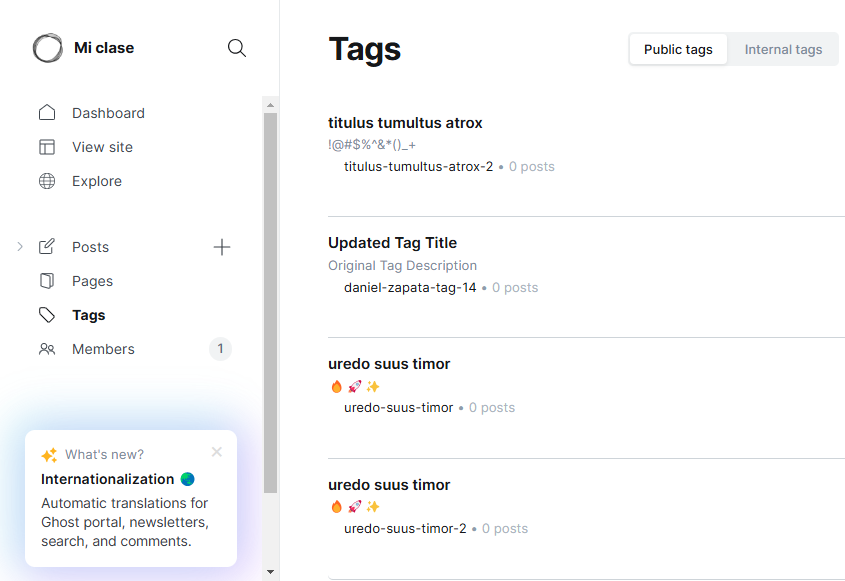 Mi clase
Dashboard
View site
Explore
Posts
Pages
Tags
Members
1
✨ What's new?
Internationalization 🌏
Automatic translations for
Ghost portal, newsletters,
search, and comments.
Tags
Public tags
Internal tags
titulus tumultus atrox
!@#$%^&*()_+
titulus-tumultus-atrox-2 • 0 posts
Updated Tag Title
Original Tag Description
daniel-zapata-tag-14 • 0 posts
uredo suus timor
🔥 🚀 ✨
uredo-suus-timor • 0 posts
uredo suus timor
🔥 🚀 ✨
uredo-suus-timor-2 • 0 posts